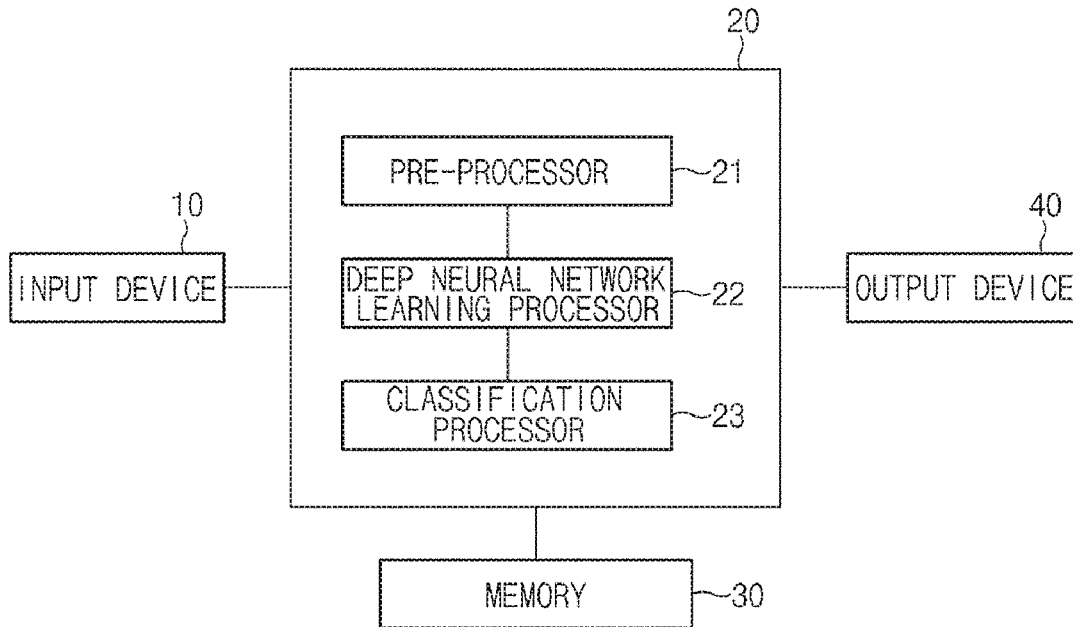 20
PRE-PROCESSOR
21
10
40
INPUT DEVICE
DEEP NEURAL NETWORK
LEARNING PROCESSOR
22
OUTPUT DEVICE
CLASSIFICATION
PROCESSOR
23
MEMORY
30